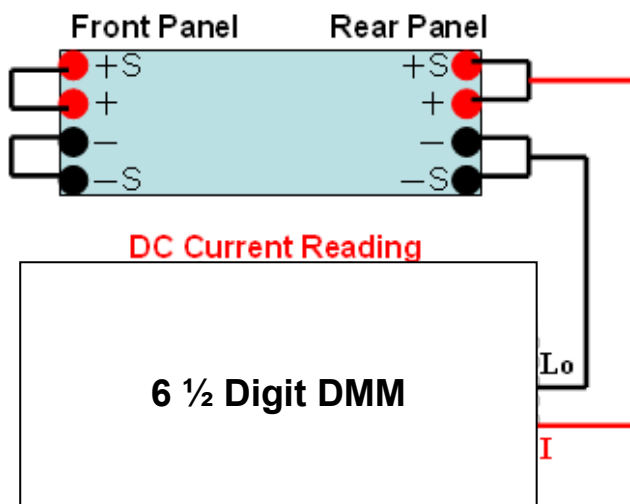 Front Panel Rear Panel
+S +S
+ +
− −
−S −S
DC Current Reading
6 ½ Digit DMM
Lo
I